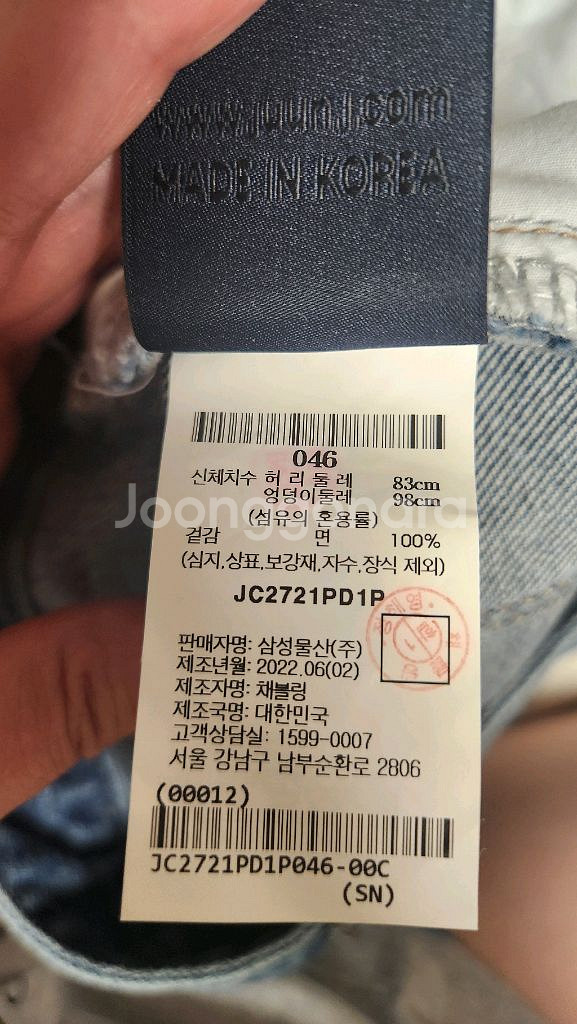 www.juunj.com
MADE IN KOREA
046
신체치수 허 리 둘 레 83cm
엉덩이둘레 98cm
(섬유의 혼용률)
Joonggonara
겉감 면 100%
(심지,상표,보강재,자수,장식 제외)
JC2721PD1P
판매자명: 삼성물산(주)
제조년월: 2022.06(02)
제조자명: 채블링
제조국명: 대한민국
고객상담실: 1599-0007
서울 강남구 남부순환로 2806
(00012)
JC2721PD1P046-00C
(SN)